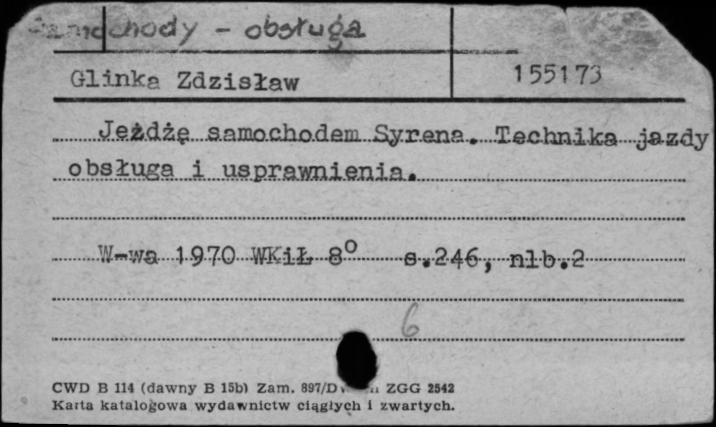 Samochody - obsługa
Glinka Zdzisław
155173
Jeżdżę samochodem Syrena. Technika jazdy
obsługa i usprawnienia.
W-wa 1970 WKiŁ 8° s.246, nlb.2
6
CWD B 114 (dawny B 15b) Zam. 897/D ZGG 2542
Karta katalogowa wydawnictw ciągłych i zwartych.